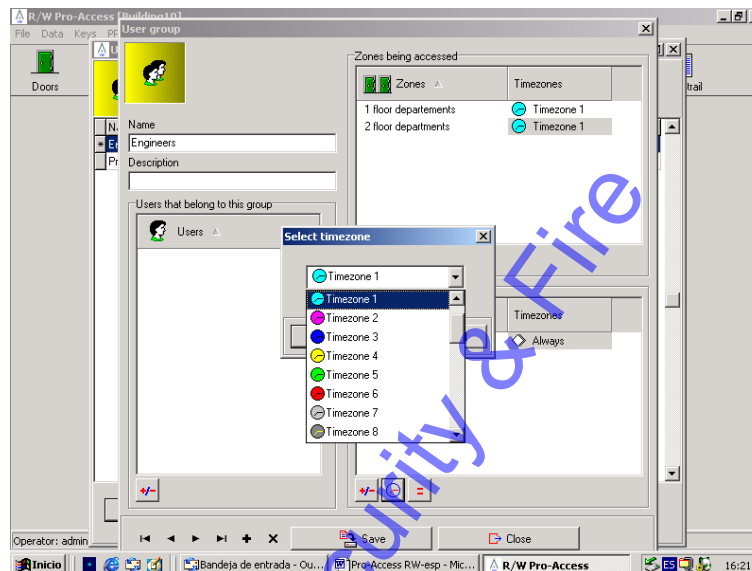 R/W Pro-Access [Building10]
File Data Keys
User group
Doors
trail
Name
Engineers
Description
Users that belong to this group
Users
Zones being accessed
Zones Timezones
1 floor departements Timezone 1
2 floor departments Timezone 1
Select timezone
Timezone 1
Timezone 1
Timezone 2
Timezone 3
Timezone 4
Timezone 5
Timezone 6
Timezone 7
Timezone 8
Timezones
Always
+/-
+/- =
Save Close
Operator: admin
Inicio Bandeja de entrada - Ou... Pro-Access RW-esp - Mic... R/W Pro-Access ES 16:21
curity & Fire